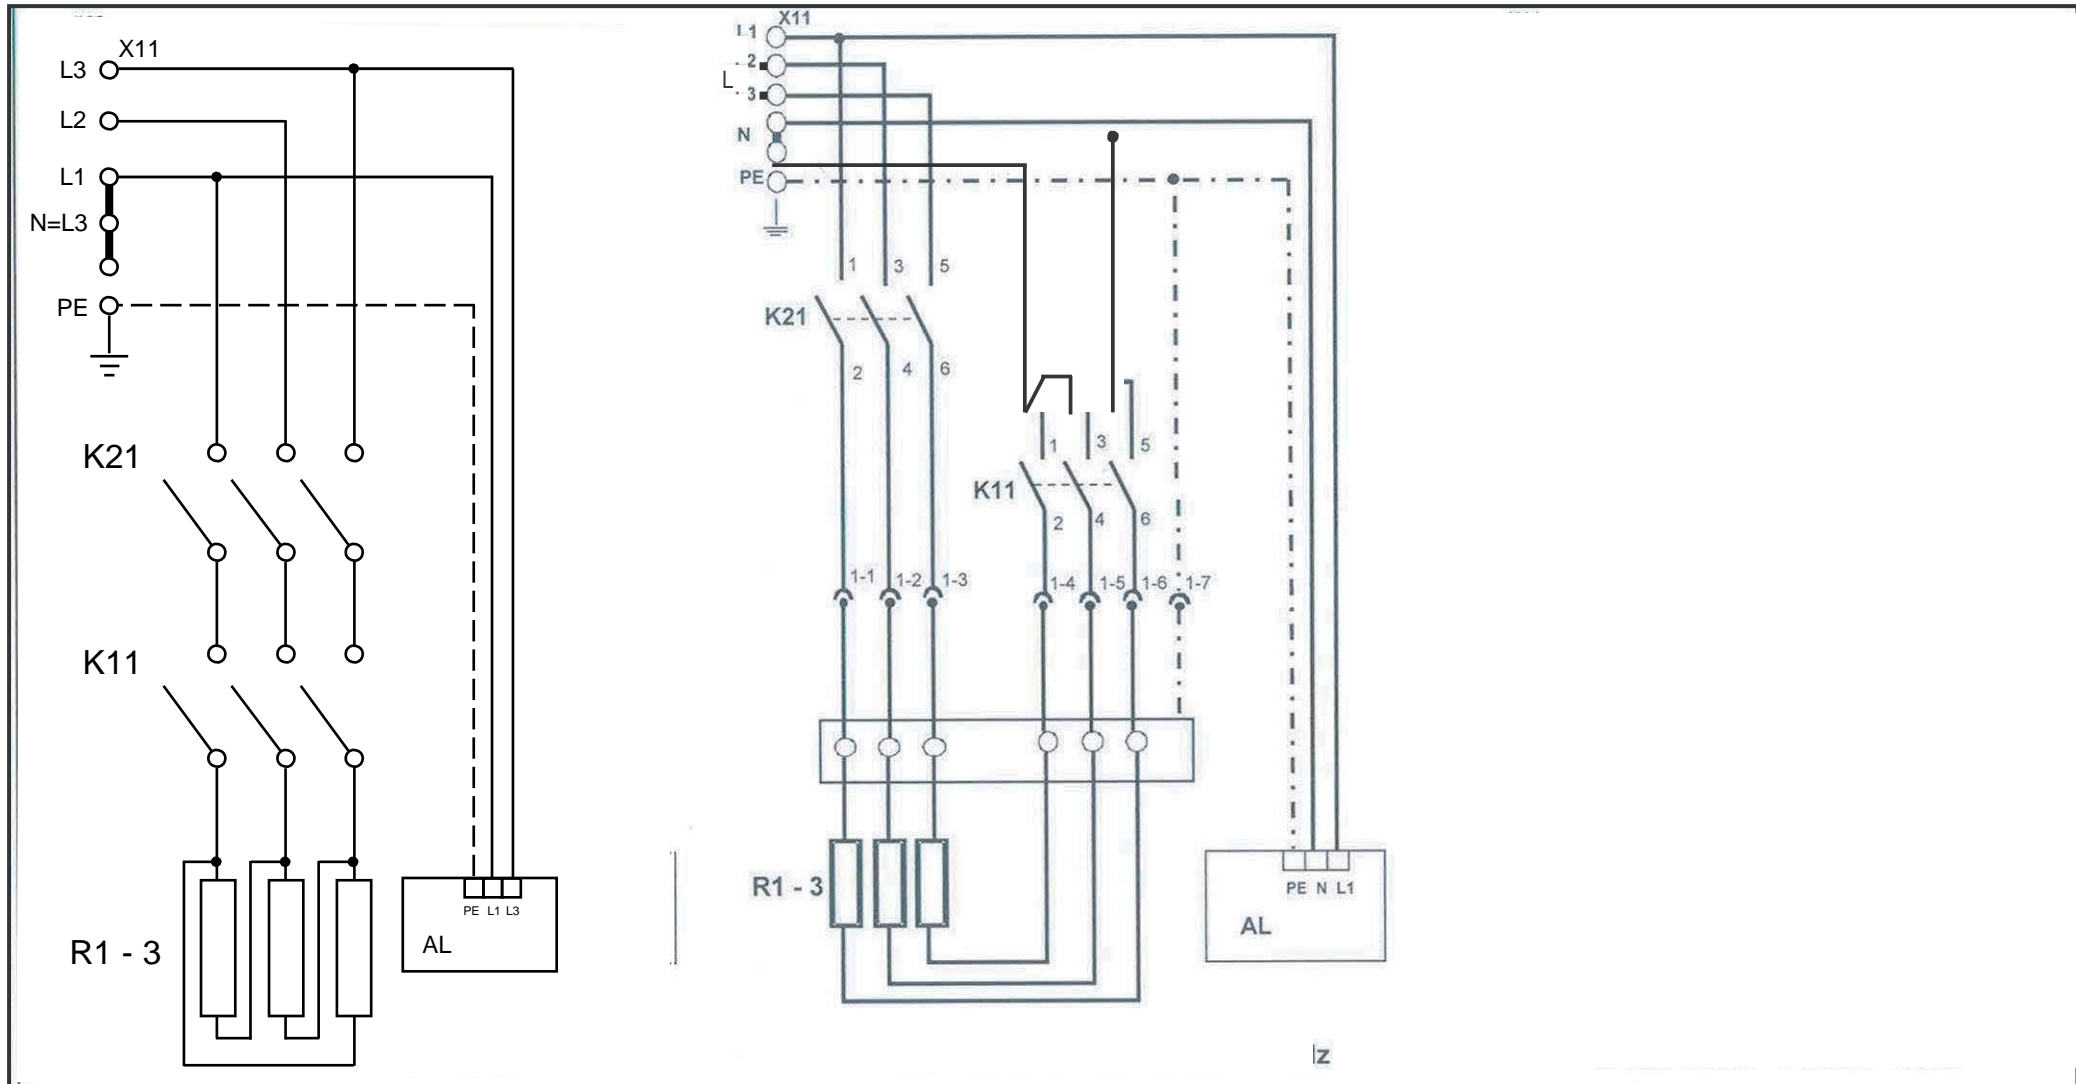 X11
L3
L2
L1
N=L3
PE
K21
K11
R1 - 3
PE L1 L3
AL
X11
L1
2
L
3
N
PE
1 3 5
K21
2 4 6
1 3 5
K11
2 4 6
1-1 1-2 1-3 1-4 1-5 1-6 1-7
R1 - 3
PE N L1
AL